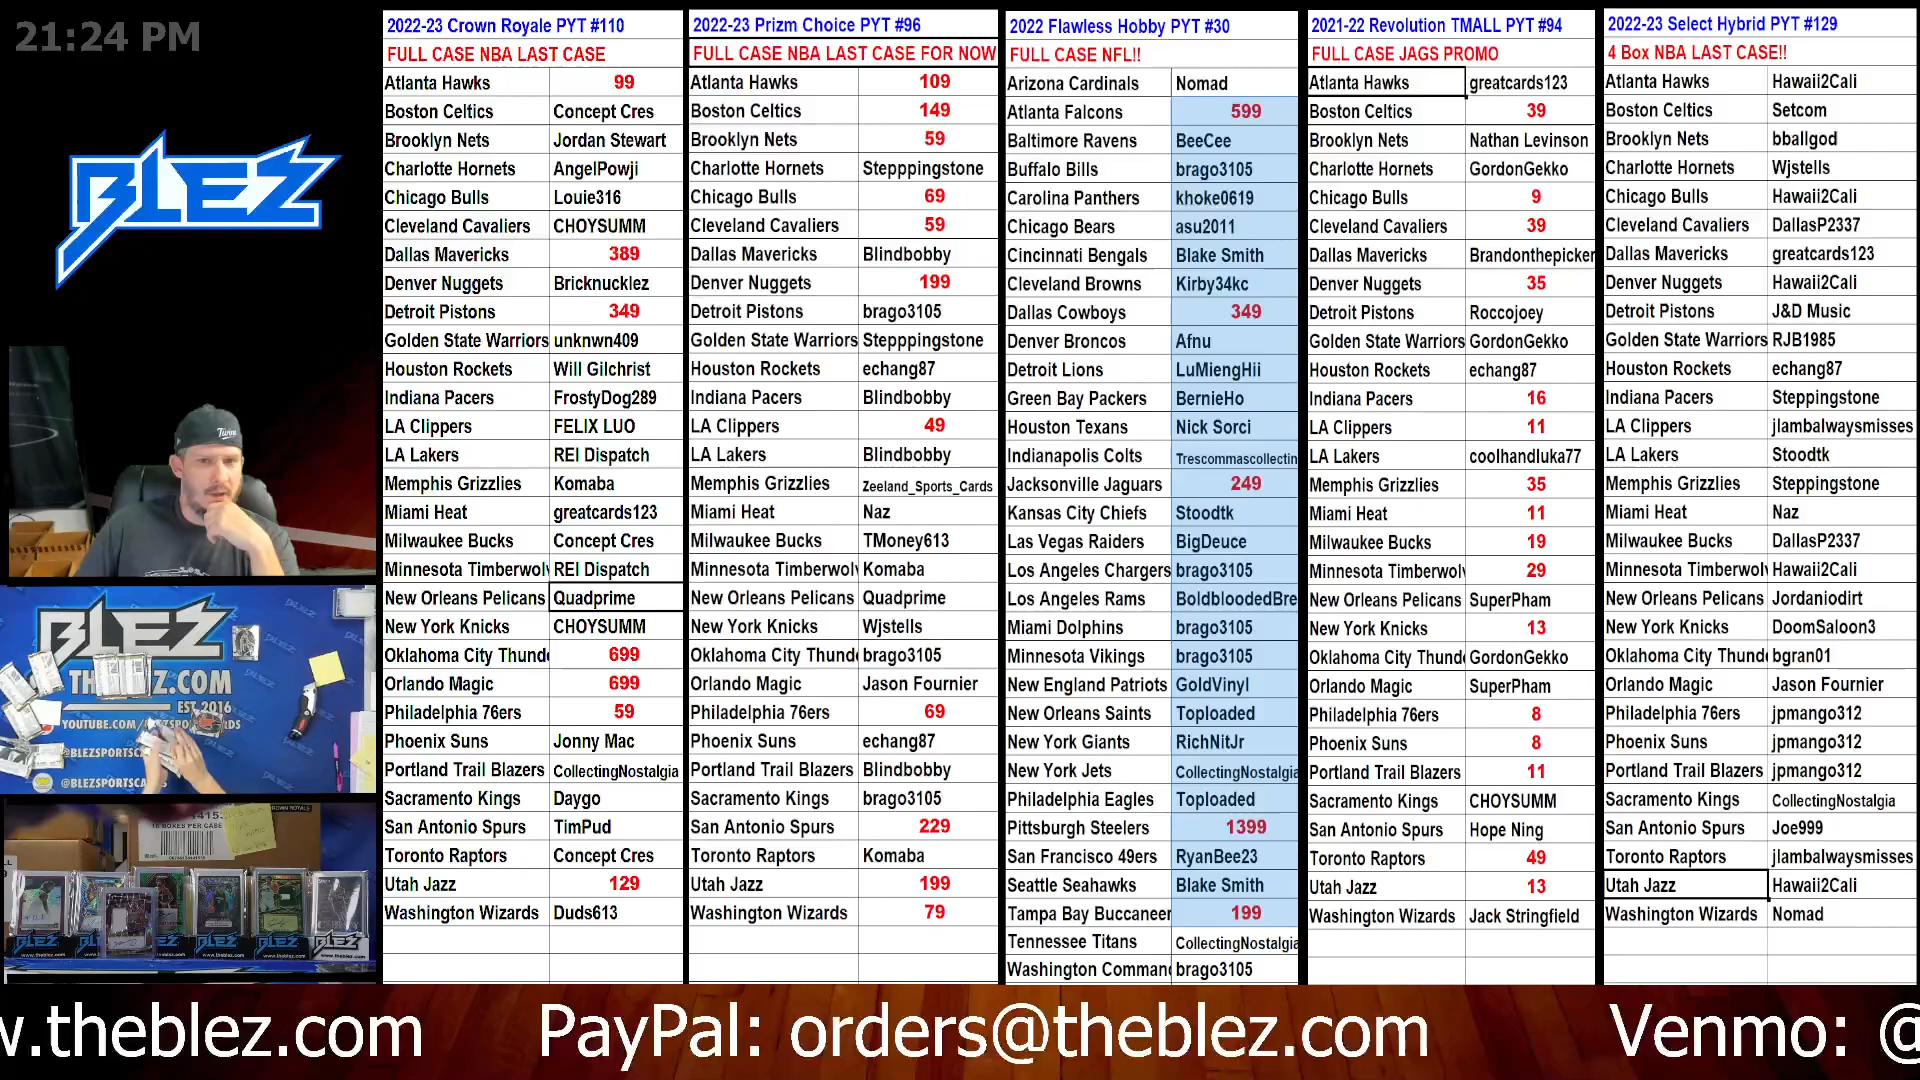 21:24 PM
BLEZ
2022-23 Crown Royale PYT #110
FULL CASE NBA LAST CASE
Atlanta Hawks 99
Boston Celtics Concept Cres
Brooklyn Nets Jordan Stewart
Charlotte Hornets AngelPowji
Chicago Bulls Louie316
Cleveland Cavaliers CHOYSUMM
Dallas Mavericks 389
Denver Nuggets Bricknucklez
Detroit Pistons 349
Golden State Warriors unknwn409
Houston Rockets Will Gilchrist
Indiana Pacers FrostyDog289
LA Clippers FELIX LUO
LA Lakers REI Dispatch
Memphis Grizzlies Komaba
Miami Heat greatcards123
Milwaukee Bucks Concept Cres
Minnesota Timberwolv REI Dispatch
New Orleans Pelicans Quadprime
New York Knicks CHOYSUMM
Oklahoma City Thunde 699
Orlando Magic 699
Philadelphia 76ers 59
Phoenix Suns Jonny Mac
Portland Trail Blazers CollectingNostalgia
Sacramento Kings Daygo
San Antonio Spurs TimPud
Toronto Raptors Concept Cres
Utah Jazz 129
Washington Wizards Duds613
2022-23 Prizm Choice PYT #96
FULL CASE NBA LAST CASE FOR NOW
Atlanta Hawks 109
Boston Celtics 149
Brooklyn Nets 59
Charlotte Hornets Stepppingstone
Chicago Bulls 69
Cleveland Cavaliers 59
Dallas Mavericks Blindbobby
Denver Nuggets 199
Detroit Pistons brago3105
Golden State Warriors Stepppingstone
Houston Rockets echang87
Indiana Pacers Blindbobby
LA Clippers 49
LA Lakers Blindbobby
Memphis Grizzlies Zeeland_Sports_Cards
Miami Heat Naz
Milwaukee Bucks TMoney613
Minnesota Timberwolv Komaba
New Orleans Pelicans Quadprime
New York Knicks Wjstells
Oklahoma City Thunde brago3105
Orlando Magic Jason Fournier
Philadelphia 76ers 69
Phoenix Suns echang87
Portland Trail Blazers Blindbobby
Sacramento Kings brago3105
San Antonio Spurs 229
Toronto Raptors Komaba
Utah Jazz 199
Washington Wizards 79
2022 Flawless Hobby PYT #30
FULL CASE NFL!!
Arizona Cardinals Nomad
Atlanta Falcons 599
Baltimore Ravens BeeCee
Buffalo Bills brago3105
Carolina Panthers khoke0619
Chicago Bears asu2011
Cincinnati Bengals Blake Smith
Cleveland Browns Kirby34kc
Dallas Cowboys 349
Denver Broncos Afnu
Detroit Lions LuMiengHii
Green Bay Packers BernieHo
Houston Texans Nick Sorci
Indianapolis Colts Trescommascollectin
Jacksonville Jaguars 249
Kansas City Chiefs Stoodtk
Las Vegas Raiders BigDeuce
Los Angeles Chargers brago3105
Los Angeles Rams BoldbloodedBre
Miami Dolphins brago3105
Minnesota Vikings brago3105
New England Patriots GoldVinyl
New Orleans Saints Toploaded
New York Giants RichNitJr
New York Jets CollectingNostalgia
Philadelphia Eagles Toploaded
Pittsburgh Steelers 1399
San Francisco 49ers RyanBee23
Seattle Seahawks Blake Smith
Tampa Bay Buccaneer 199
Tennessee Titans CollectingNostalgia
Washington Comman brago3105
2021-22 Revolution TMALL PYT #94
FULL CASE JAGS PROMO
Atlanta Hawks greatcards123
Boston Celtics 39
Brooklyn Nets Nathan Levinson
Charlotte Hornets GordonGekko
Chicago Bulls 9
Cleveland Cavaliers 39
Dallas Mavericks Brandonthepicker
Denver Nuggets 35
Detroit Pistons Roccojoey
Golden State Warriors GordonGekko
Houston Rockets echang87
Indiana Pacers 16
LA Clippers 11
LA Lakers coolhandluka77
Memphis Grizzlies 35
Miami Heat 11
Milwaukee Bucks 19
Minnesota Timberwolv 29
New Orleans Pelicans SuperPham
New York Knicks 13
Oklahoma City Thunde GordonGekko
Orlando Magic SuperPham
Philadelphia 76ers 8
Phoenix Suns 8
Portland Trail Blazers 11
Sacramento Kings CHOYSUMM
San Antonio Spurs Hope Ning
Toronto Raptors 49
Utah Jazz 13
Washington Wizards Jack Stringfield
2022-23 Select Hybrid PYT #129
4 Box NBA LAST CASE!!
Atlanta Hawks Hawaii2Cali
Boston Celtics Setcom
Brooklyn Nets bballgod
Charlotte Hornets Wjstells
Chicago Bulls Hawaii2Cali
Cleveland Cavaliers DallasP2337
Dallas Mavericks greatcards123
Denver Nuggets Hawaii2Cali
Detroit Pistons J&D Music
Golden State Warriors RJB1985
Houston Rockets echang87
Indiana Pacers Steppingstone
LA Clippers jlambalwaysmisses
LA Lakers Stoodtk
Memphis Grizzlies Steppingstone
Miami Heat Naz
Milwaukee Bucks DallasP2337
Minnesota Timberwolv Hawaii2Cali
New Orleans Pelicans Jordaniodirt
New York Knicks DoomSaloon3
Oklahoma City Thunde bgran01
Orlando Magic Jason Fournier
Philadelphia 76ers jpmango312
Phoenix Suns jpmango312
Portland Trail Blazers jpmango312
Sacramento Kings CollectingNostalgia
San Antonio Spurs Joe999
Toronto Raptors jlambalwaysmisses
Utah Jazz Hawaii2Cali
Washington Wizards Nomad
BLEZ
EST 2016
w.theblez.com PayPal: orders@theblez.com Venmo: @